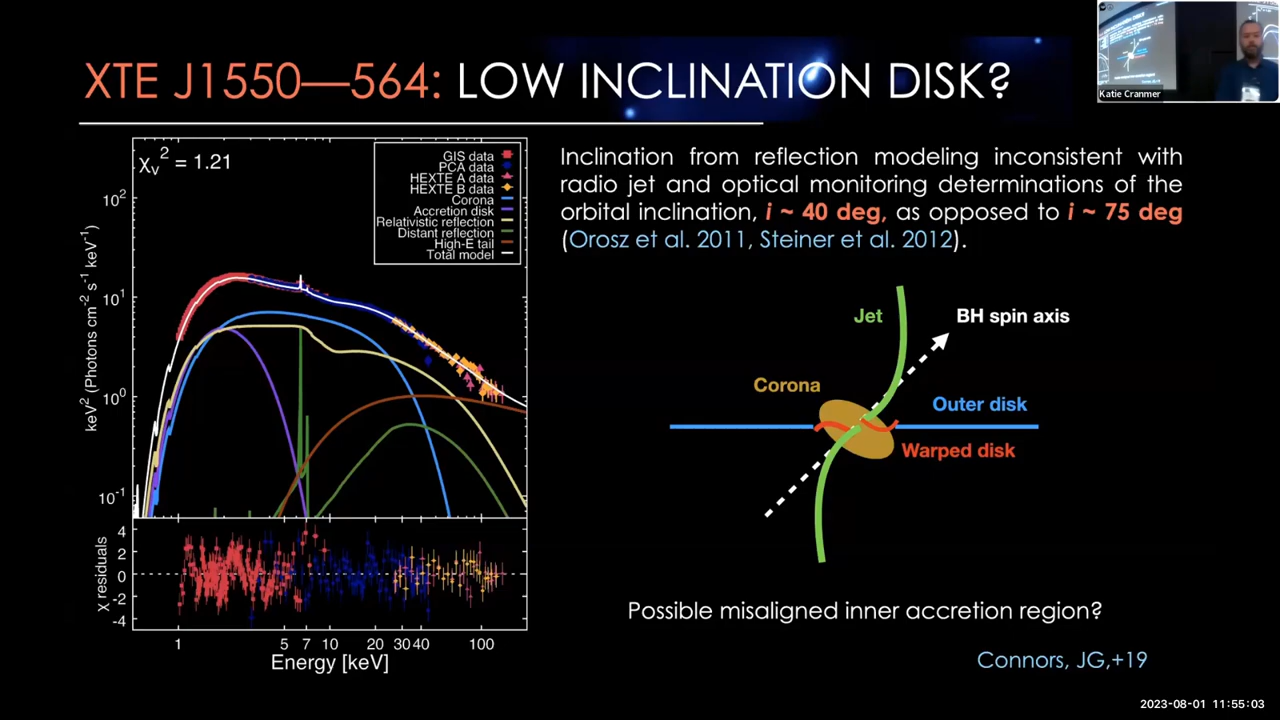 Katie Cranmer
XTE J1550—564: LOW INCLINATION DISK?
χᵥ² = 1.21
GIS data
PCA data
HEXTE A data
HEXTE B data
Corona
Accretion disk
Relativistic reflection
Distant reflection
High-E tail
Total model
10²
10¹
10⁰
10⁻¹
keV² (Photons cm⁻² s⁻¹ keV⁻¹)
4
2
0
-2
-4
χ residuals
1 5 7 10 20 30 40 100
Energy [keV]
Inclination from reflection modeling inconsistent with
radio jet and optical monitoring determinations of the
orbital inclination, i ~ 40 deg, as opposed to i ~ 75 deg
(Orosz et al. 2011, Steiner et al. 2012).
Jet
BH spin axis
Corona
Outer disk
Warped disk
Possible misaligned inner accretion region?
Connors, JG,+19
2023-08-01 11:55:03